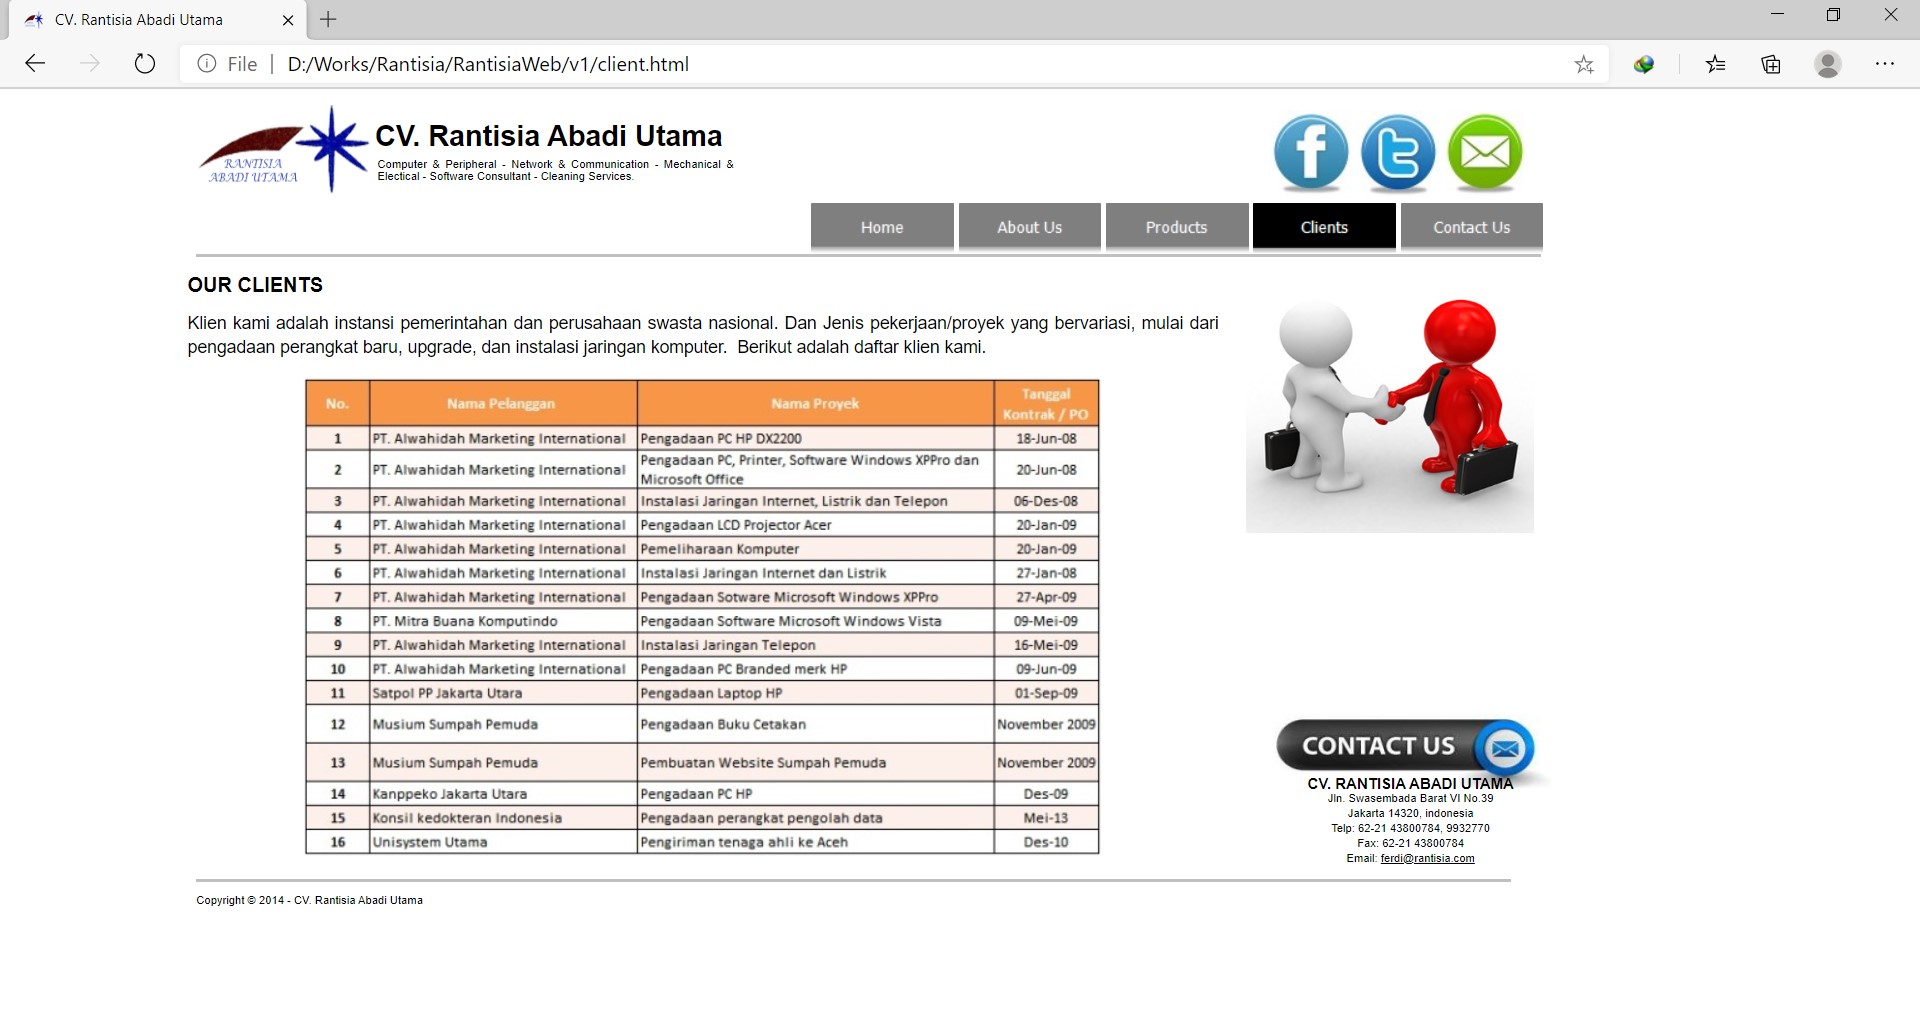 CV. Rantisia Abadi Utama
File | D:/Works/Rantisia/RantisiaWeb/v1/client.html
RANTISIA
ABADI UTAMA
CV. Rantisia Abadi Utama
Computer & Peripheral - Network & Communication - Mechanical &
Electical - Software Consultant - Cleaning Services.
Home About Us Products Clients Contact Us
OUR CLIENTS
Klien kami adalah instansi pemerintahan dan perusahaan swasta nasional. Dan Jenis pekerjaan/proyek yang bervariasi, mulai dari
pengadaan perangkat baru, upgrade, dan instalasi jaringan komputer. Berikut adalah daftar klien kami.
No. Nama Pelanggan Nama Proyek Tanggal
Kontrak / PO
1 PT. Alwahidah Marketing International Pengadaan PC HP DX2200 18-Jun-08
2 PT. Alwahidah Marketing International Pengadaan PC, Printer, Software Windows XPPro dan
Microsoft Office 20-Jun-08
3 PT. Alwahidah Marketing International Instalasi Jaringan Internet, Listrik dan Telepon 06-Des-08
4 PT. Alwahidah Marketing International Pengadaan LCD Projector Acer 20-Jan-09
5 PT. Alwahidah Marketing International Pemeliharaan Komputer 20-Jan-09
6 PT. Alwahidah Marketing International Instalasi Jaringan Internet dan Listrik 27-Jan-08
7 PT. Alwahidah Marketing International Pengadaan Sotware Microsoft Windows XPPro 27-Apr-09
8 PT. Mitra Buana Komputindo Pengadaan Software Microsoft Windows Vista 09-Mei-09
9 PT. Alwahidah Marketing International Instalasi Jaringan Telepon 16-Mei-09
10 PT. Alwahidah Marketing International Pengadaan PC Branded merk HP 09-Jun-09
11 Satpol PP Jakarta Utara Pengadaan Laptop HP 01-Sep-09
12 Musium Sumpah Pemuda Pengadaan Buku Cetakan November 2009
13 Musium Sumpah Pemuda Pembuatan Website Sumpah Pemuda November 2009
14 Kanppeko Jakarta Utara Pengadaan PC HP Des-09
15 Konsil kedokteran Indonesia Pengadaan perangkat pengolah data Mei-13
16 Unisystem Utama Pengiriman tenaga ahli ke Aceh Des-10
CONTACT US
CV. RANTISIA ABADI UTAMA
Jln. Swasembada Barat VI No.39
Jakarta 14320, indonesia
Telp: 62-21 43800784, 9932770
Fax: 62-21 43800784
Email: ferdi@rantisia.com
Copyright © 2014 - CV. Rantisia Abadi Utama